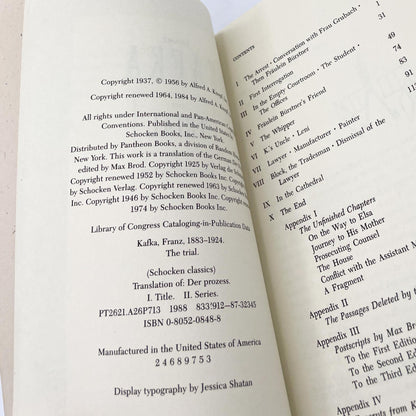 Copyright 1937, © 1956 by Alfred A. Knopf,
Copyright renewed 1964, 1984 by Alfred A. Knopf,
All rights under International and Pan-American
Conventions. Published in the United States
Schocken Books, Inc., New York
Distributed by Pantheon Books, a division of Random
New York. This work is a translation of the German
edited by Max Brod. Copyright 1925 by Verlag
Copyright renewed 1952 by Schocken Books
by Schocken Verlag. Copyright renewed 1963 by Schocken
Inc. Copyright 1946 by Schocken Books Inc. Copyright
1974 by Schocken Books Inc.
Library of Congress Cataloging-in-Publication Data
Kafka, Franz, 1883–1924.
The trial.
(Schocken classics)
Translation of: Der prozess.
I. Title. II. Series.
PT2621.A26P713 1988 833'.912 87-32345
ISBN 0-8052-0848-8
Manufactured in the United States of America
2 4 6 8 9 7 5 3
Display typography by Jessica Shatan
CONTENTS
I The Arrest · Conversation with Frau Grubach · 1
Then Fräulein Bürstner
II First Interrogation 31
III In the Empty Courtroom · The Student ·
The Offices 49
IV Fräulein Bürstner's Friend 74
V The Whipper 83
VI K.'s Uncle · Leni
VII Lawyer · Manufacturer · Painter
VIII Block, the Tradesman · Dismissal of the
Lawyer
IX In the Cathedral
X The End
Appendix I
The Unfinished Chapters
On the Way to Elsa
Journey to His Mother
Prosecuting Counsel
The House
Conflict with the Assistant
A Fragment
Appendix II
The Passages Deleted by
Appendix III
Postscripts by Max
To the First Edition
To the Second
To the Third
Appendix IV
from